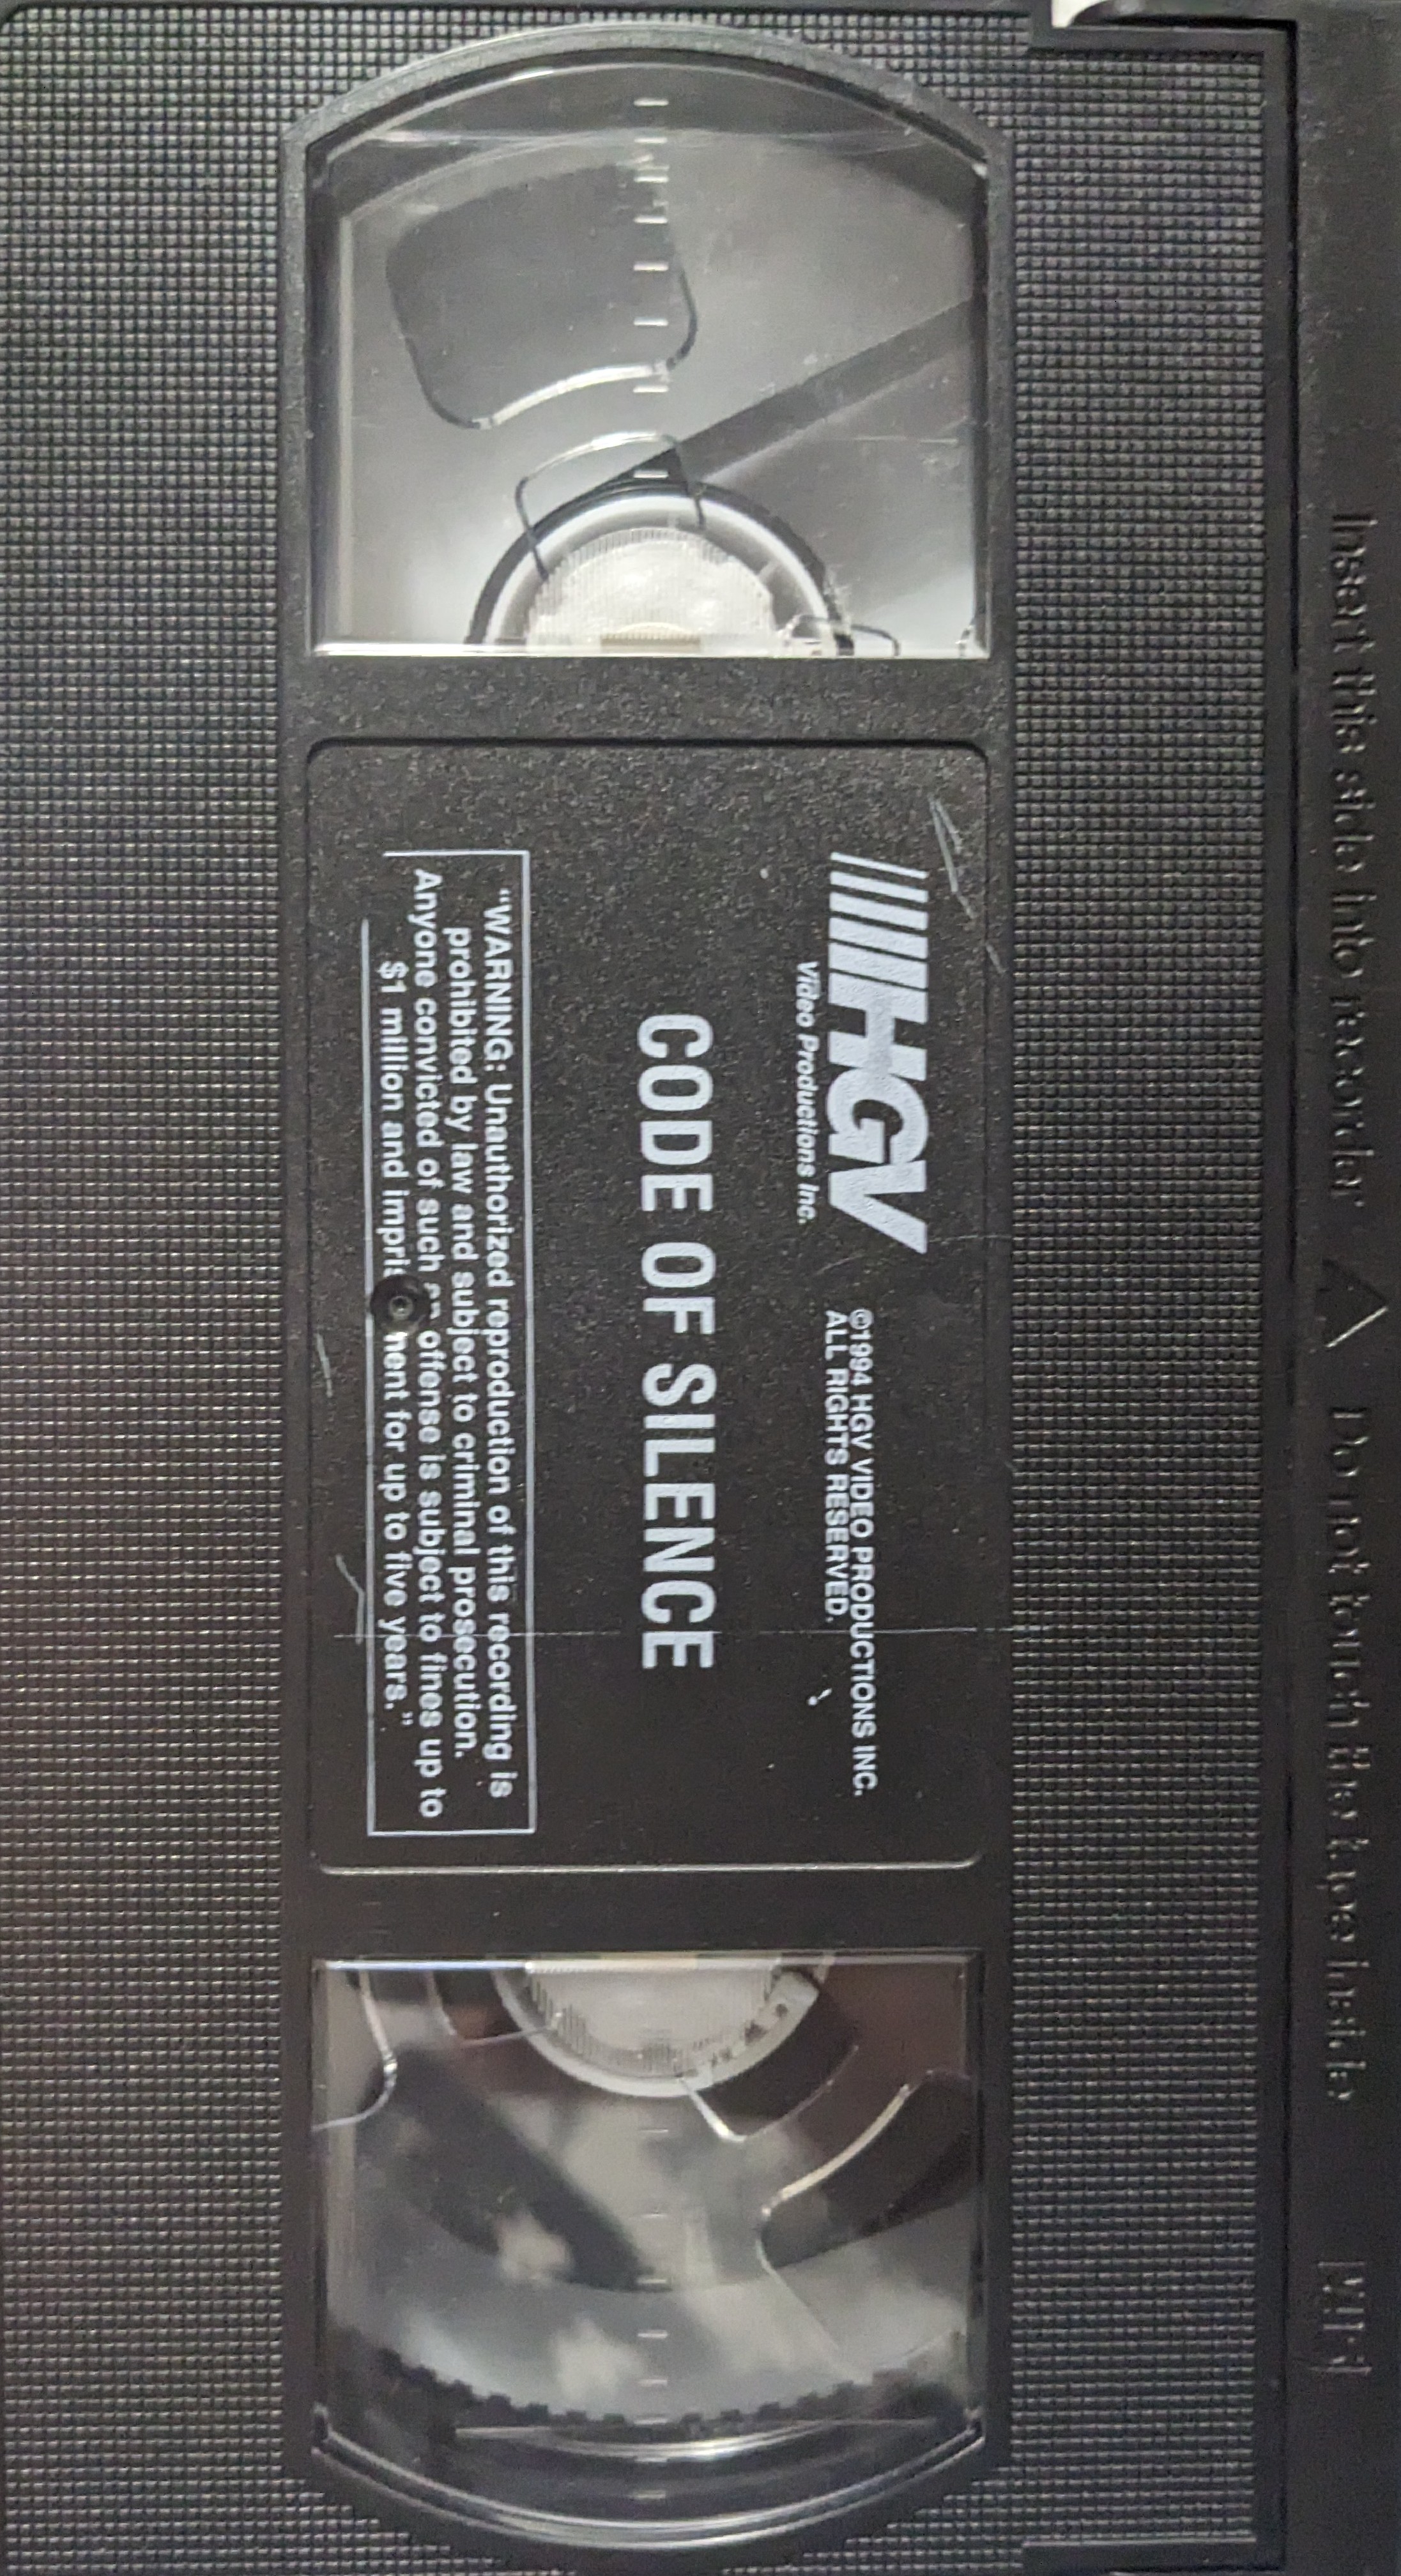 Insert this side into recorder △ Do not touch the tape inside
HGV
Video Productions Inc.
©1994 HGV VIDEO PRODUCTIONS INC.
ALL RIGHTS RESERVED.
CODE OF SILENCE
“WARNING: Unauthorized reproduction of this recording is
prohibited by law and subject to criminal prosecution.
Anyone convicted of such an offense is subject to fines up to
$1 million and imprisonment for up to five years.”